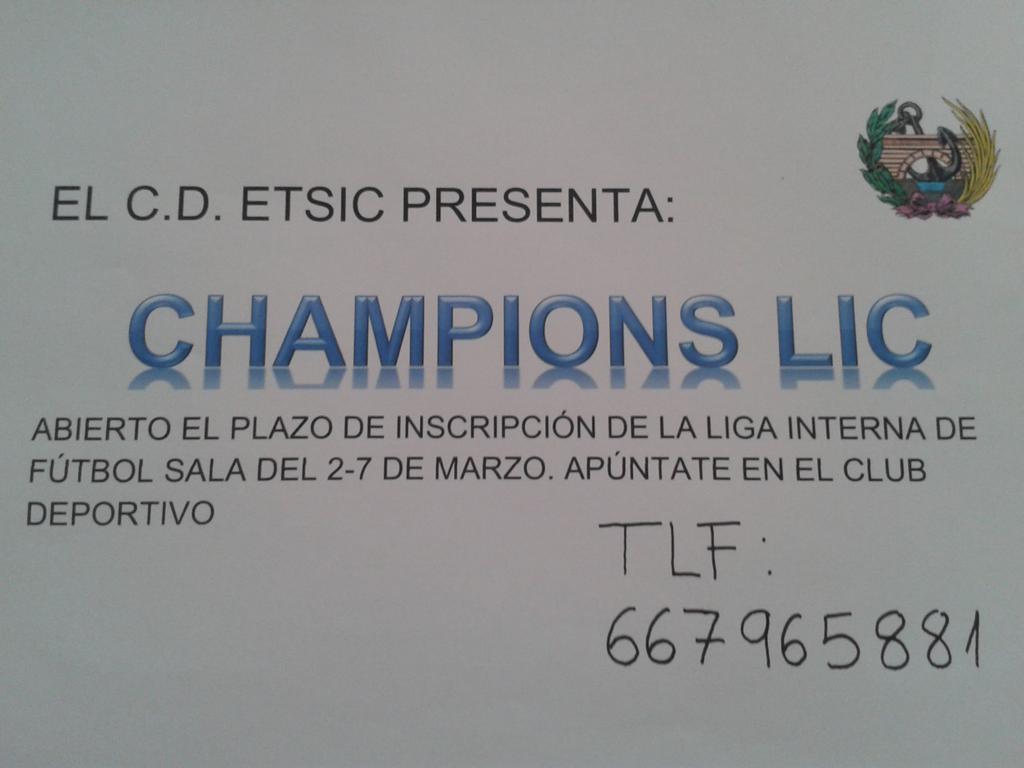 EL C.D. ETSIC PRESENTA:
CHAMPIONS LIC
ABIERTO EL PLAZO DE INSCRIPCIÓN DE LA LIGA INTERNA DE
FÚTBOL SALA DEL 2-7 DE MARZO. APÚNTATE EN EL CLUB
DEPORTIVO
TLF:
667965881